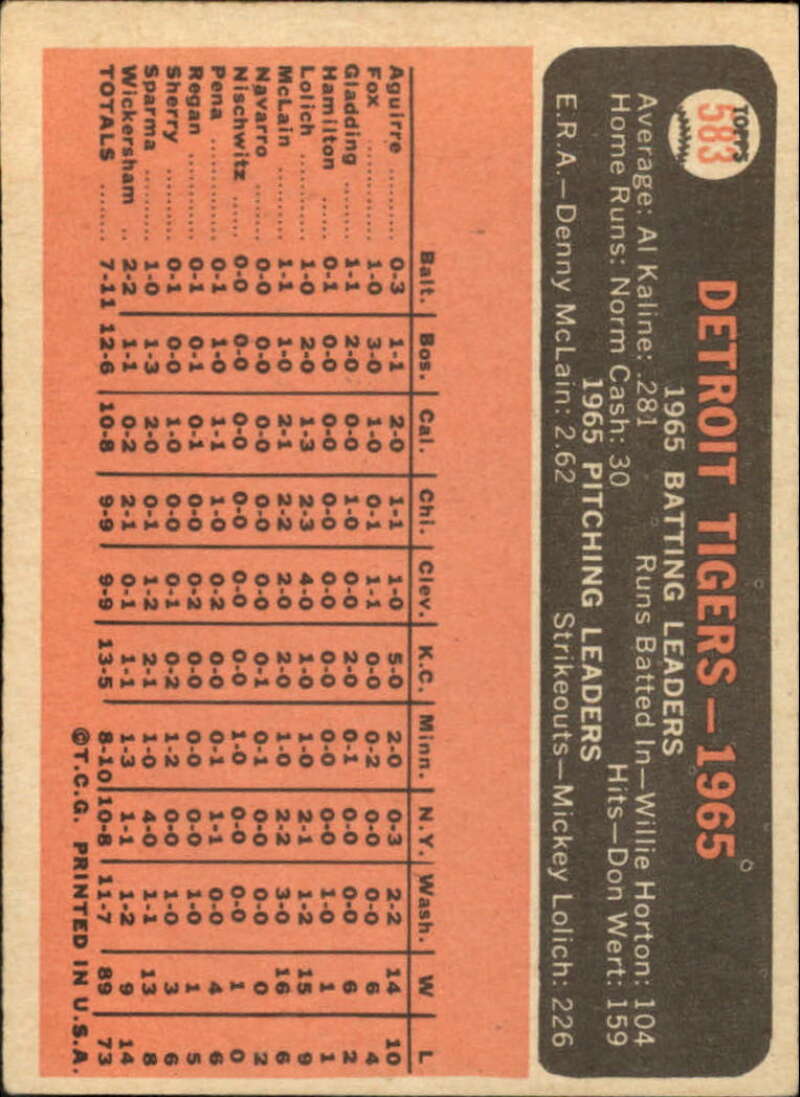 TOPPS
583
DETROIT TIGERS—1965
1965 BATTING LEADERS
Average: Al Kaline: .281 Runs Batted In—Willie Horton: 104
Home Runs: Norm Cash: 30 Hits—Don Wert: 159
1965 PITCHING LEADERS
E.R.A.—Denny McLain: 2.62 Strikeouts—Mickey Lolich: 226
Balt. Bos. Cal. Chi. Clev. K.C. Minn. N.Y. Wash. W L
Aguirre .......... 0-3 1-1 2-0 1-1 1-0 5-0 2-0 0-3 2-2 14 10
Fox .............. 1-0 3-0 1-0 0-1 1-1 0-0 0-2 0-0 0-0 6 4
Gladding ........ 1-1 2-0 0-0 1-0 0-0 2-0 0-1 0-0 0-0 6 2
Hamilton ...... 0-1 0-0 0-0 0-0 0-0 0-0 0-0 0-0 1-0 1 1
Lolich ............ 1-0 2-0 1-3 2-3 4-0 1-0 1-0 2-1 1-2 15 9
McLain .......... 1-1 1-0 2-1 2-2 2-0 2-0 1-0 2-2 3-0 16 6
Navarro ........ 0-0 0-0 0-0 0-0 0-0 0-1 0-1 0-0 0-0 0 2
Nischwitz ...... 0-0 0-0 0-0 0-0 0-0 0-0 1-0 0-0 0-0 1 0
Pena ............ 0-1 1-0 1-1 1-0 0-2 0-0 0-1 1-1 0-0 4 6
Regan .......... 0-1 0-1 0-1 0-0 0-2 0-0 0-0 0-0 1-0 1 5
Sherry .......... 0-1 0-0 1-0 0-0 0-1 0-2 1-2 0-0 1-0 3 6
Sparma ........ 1-0 1-3 2-0 0-1 1-2 2-1 1-0 4-0 1-1 13 8
Wickersham .. 2-2 1-1 0-2 2-1 0-1 1-1 1-3 1-1 1-2 9 14
TOTALS ........ 7-11 12-6 10-8 9-9 9-9 13-5 8-10 10-8 11-7 89 73
©T.C.G. PRINTED IN U.S.A.